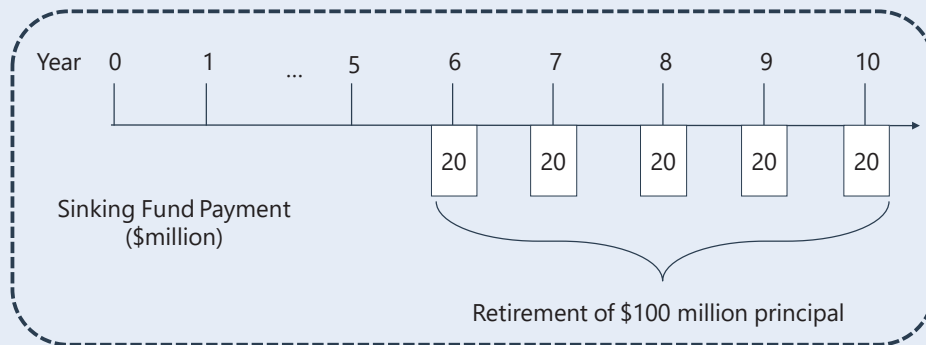 Year 0 1 ... 5 6 7 8 9 10
20 20 20 20 20
Sinking Fund Payment
($million)
Retirement of $100 million principal